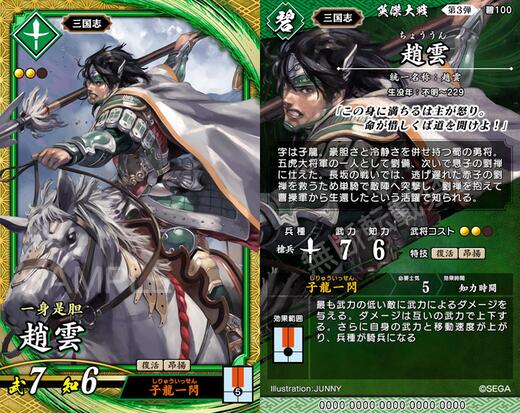 三国志
一身是胆
趙雲
復活 昂揚
武7 知6
しりゅういっせん
子龍一閃
6
碧
三国志
英傑大戦
第3弾
碧100
ちょううん
趙雲
統一名称:趙雲
生没年:不明~229
「この身に満ちるは主が怒り。
命が惜しくば道を開けよ!」
字は子龍。豪胆さと冷静さを併せ持つ蜀の勇将。
五虎大将軍の一人として劉備、次いで息子の劉禅
に仕えた。長坂の戦いでは、逃げ遅れた赤子の劉
禅を救うため単騎で敵陣へ突撃し、劉禅を抱えて
曹操軍から生還したという活躍で知られる。
兵種 武力 知力 武将コスト
槍兵 7 6 特技 復活 昂揚
しりゅういっせん 必要士気 効果時間
子龍一閃 5 知力時間
効果範囲
最も武力の低い敵に武力によるダメージを
与える。ダメージは互いの武力で上下す
る。さらに自身の武力と移動速度が上が
り、兵種が騎兵になる
Illustration:JUNNY
©SEGA
0000-0000-0000-0000-0000